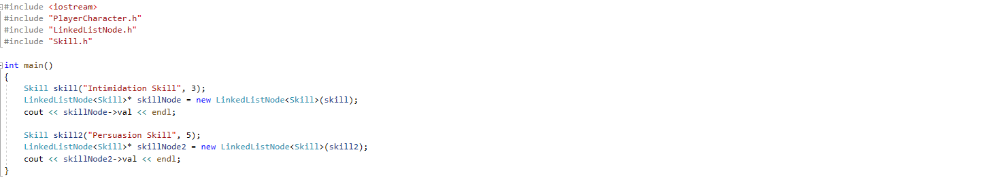 #include <iostream>
#include "PlayerCharacter.h"
#include "LinkedListNode.h"
#include "Skill.h"
int main()
{
Skill skill("Intimidation Skill", 3);
LinkedListNode<Skill>* skillNode = new LinkedListNode<Skill>(skill);
cout << skillNode->val << endl;
Skill skill2("Persuasion Skill", 5);
LinkedListNode<Skill>* skillNode2 = new LinkedListNode<Skill>(skill2);
cout << skillNode2->val << endl;
}